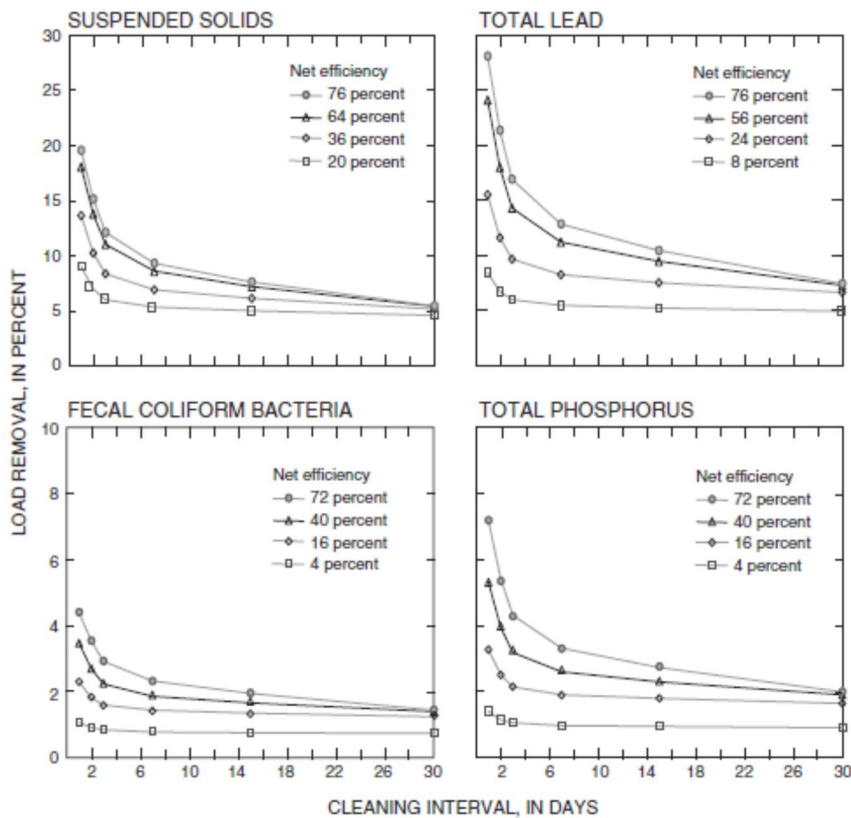 SUSPENDED SOLIDS
TOTAL LEAD
30
25
20
15
10
5
0
Net efficiency
76 percent
64 percent
36 percent
20 percent
Net efficiency
76 percent
56 percent
24 percent
8 percent
LOAD REMOVAL, IN PERCENT
FECAL COLIFORM BACTERIA
TOTAL PHOSPHORUS
10
8
6
4
2
0
Net efficiency
72 percent
40 percent
16 percent
4 percent
Net efficiency
72 percent
40 percent
16 percent
4 percent
2 6 10 14 18 22 26 30
2 6 10 14 18 22 26 30
CLEANING INTERVAL, IN DAYS